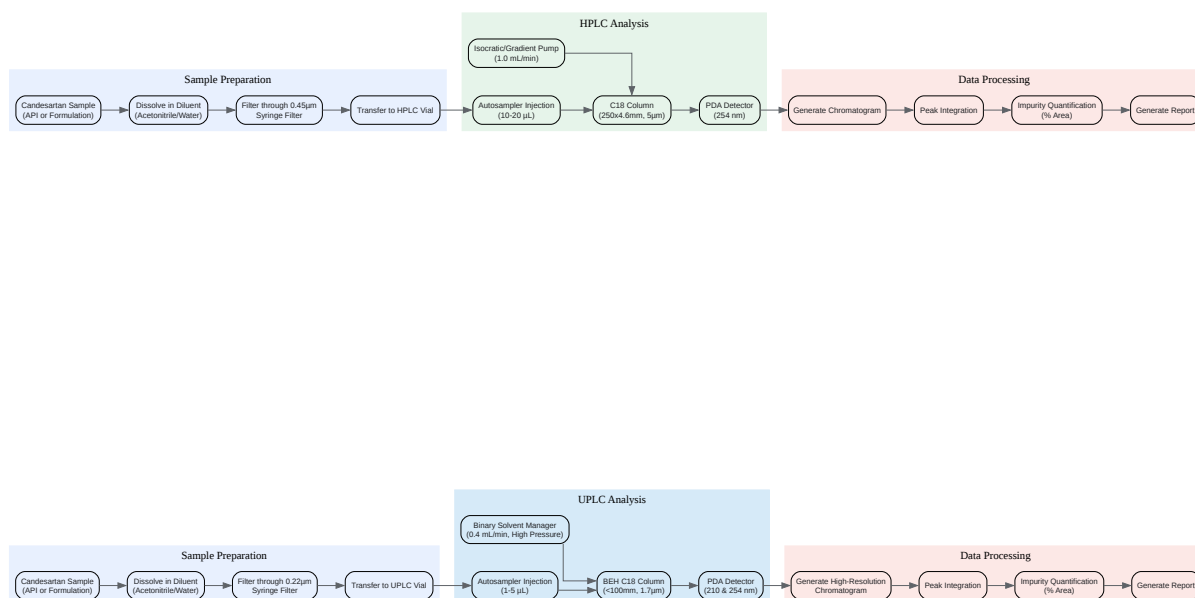 HPLC Analysis
Isocratic/Gradient Pump
(1.0 mL/min)
Sample Preparation
Data Processing
Candesartan Sample
(API or Formulation)
Dissolve in Diluent
(Acetonitrile/Water)
Filter through 0.45µm
Syringe Filter
Transfer to HPLC Vial
Autosampler Injection
(10-20 µL)
C18 Column
(250x4.6mm, 5µm)
PDA Detector
(254 nm)
Generate Chromatogram
Peak Integration
Impurity Quantification
(% Area)
Generate Report
UPLC Analysis
Binary Solvent Manager
(0.4 mL/min, High Pressure)
Sample Preparation
Data Processing
Candesartan Sample
(API or Formulation)
Dissolve in Diluent
(Acetonitrile/Water)
Filter through 0.22µm
Syringe Filter
Transfer to UPLC Vial
Autosampler Injection
(1-5 µL)
BEH C18 Column
(<100mm, 1.7µm)
PDA Detector
(210 & 254 nm)
Generate High-Resolution
Chromatogram
Peak Integration
Impurity Quantification
(% Area)
Generate Report